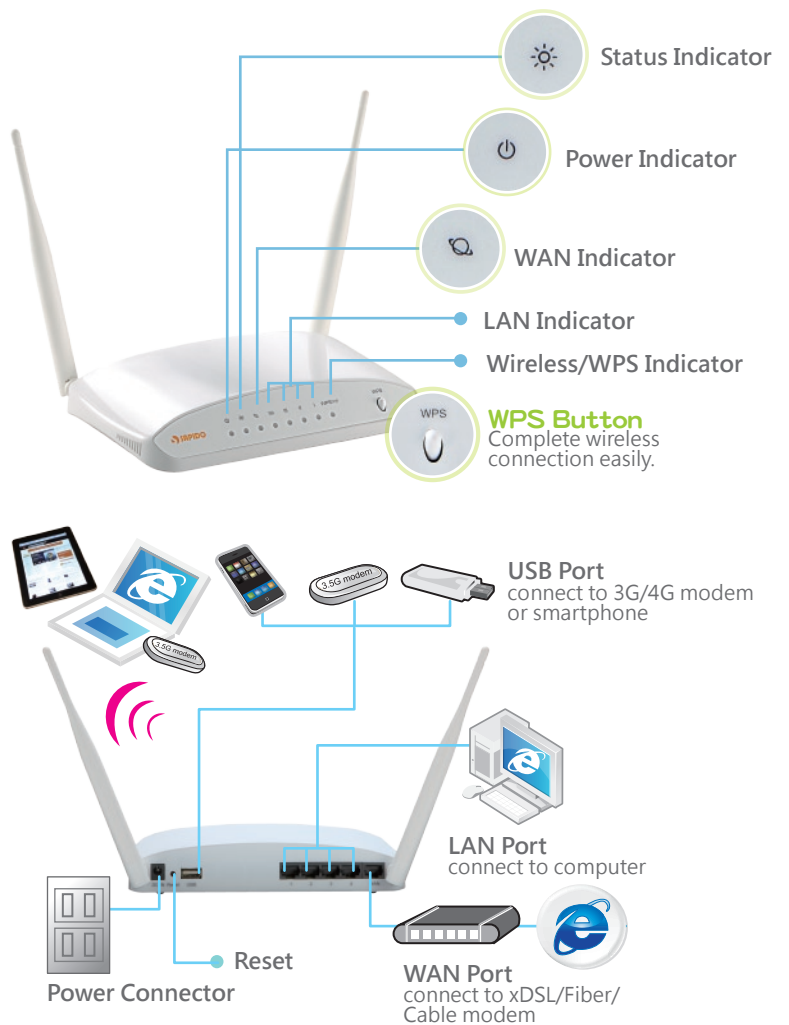 Status Indicator
Power Indicator
WAN Indicator
LAN Indicator
Wireless/WPS Indicator
WPS
WPS Button
Complete wireless
connection easily.
3.5G modem
USB Port
connect to 3G/4G modem
or smartphone
3.5G modem
LAN Port
connect to computer
Reset
Power Connector
WAN Port
connect to xDSL/Fiber/
Cable modem